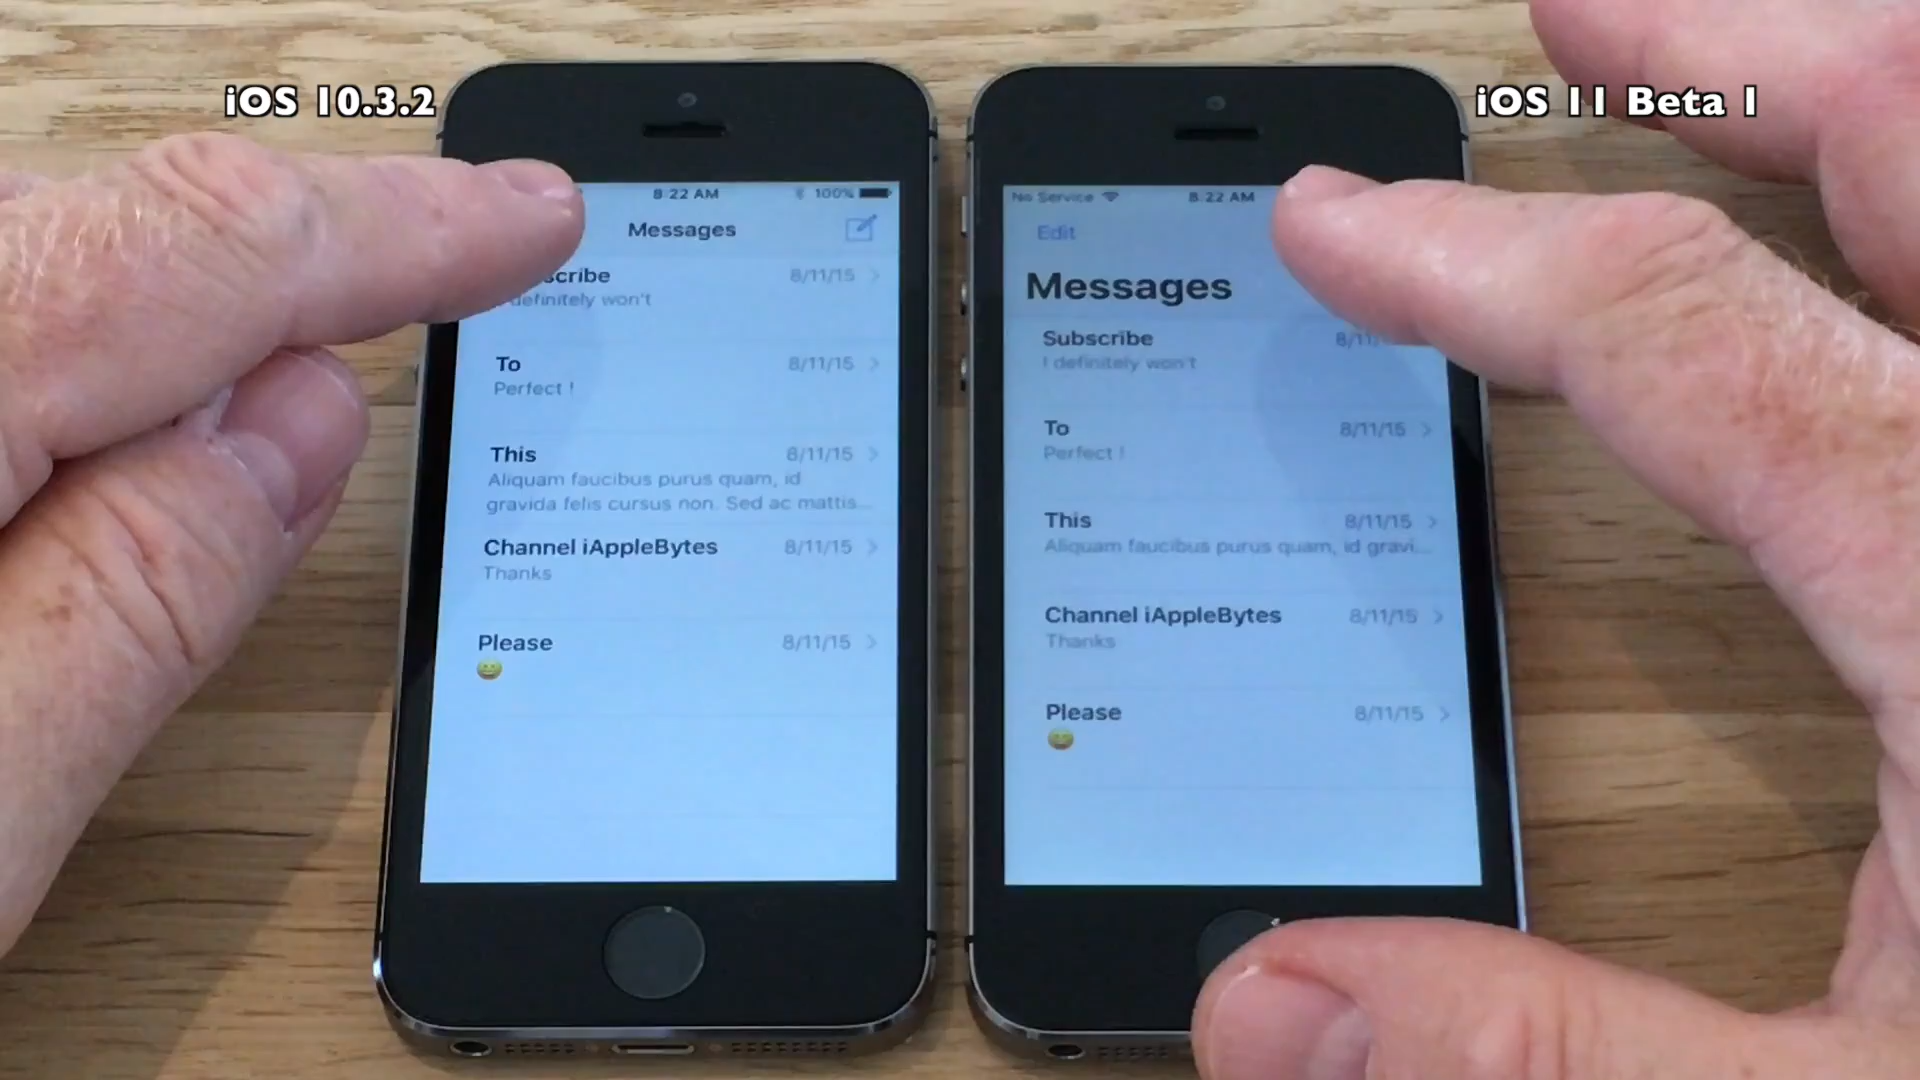 iOS 10.3.2
8:22 AM
100%
Messages
scribe
8/11/15
definitely won't
To
8/11/15
Perfect !
This
8/11/15
Aliquam faucibus purus quam, id
gravida felis cursus non. Sed ac mattis...
Channel iAppleBytes
8/11/15
Thanks
Please
8/11/15
iOS 11 Beta 1
No Service
8:22 AM
Edit
Messages
Subscribe
8/11/
I definitely won't
To
8/11/15
Perfect !
This
8/11/15
Aliquam faucibus purus quam, id gravi...
Channel iAppleBytes
8/11/15
Thanks
Please
8/11/15